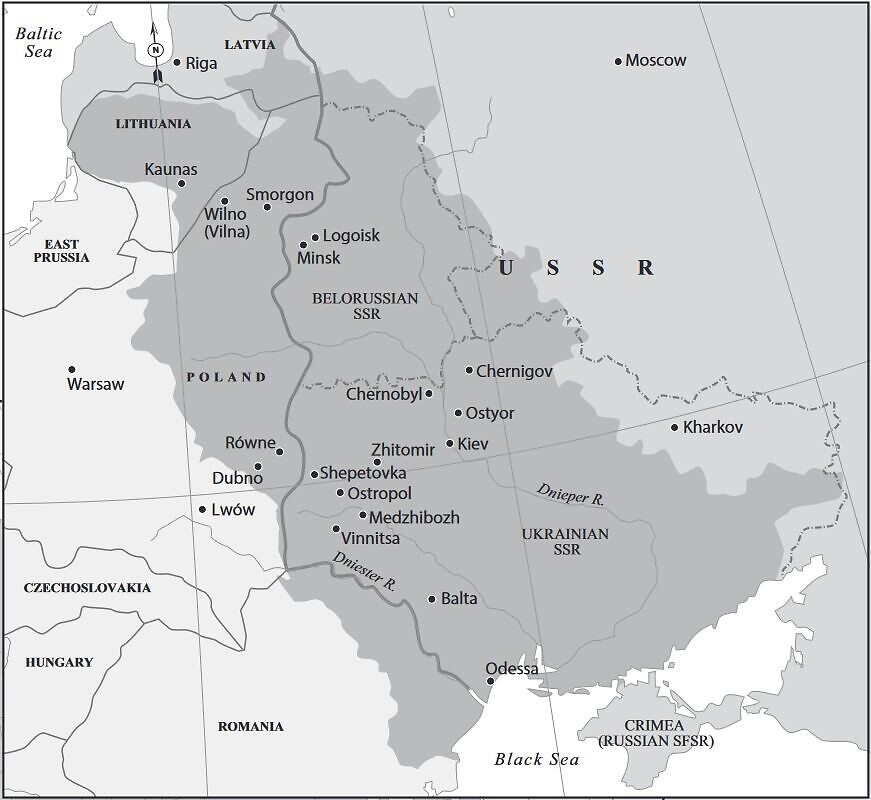 Baltic
Sea
N
Riga
LATVIA
Moscow
LITHUANIA
Kaunas
Smorgon
Wilno
(Vilna)
Logoisk
Minsk
EAST
PRUSSIA
U S S R
BELORUSSIAN
SSR
Warsaw
POLAND
Chernigov
Chernobyl
Ostyor
Kharkov
Równe
Zhitomir
Kiev
Dubno
Shepetovka
Ostropol
Lwów
Dnieper R.
Medzhibozh
Vinnitsa
UKRAINIAN
SSR
Dniester R.
CZECHOSLOVAKIA
Balta
HUNGARY
Odessa
ROMANIA
CRIMEA
(RUSSIAN SFSR)
Black Sea